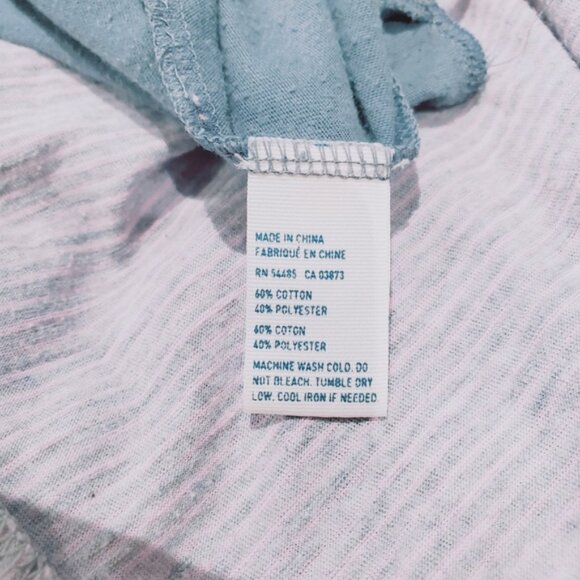 MADE IN CHINA
FABRIQUÉ EN CHINE
RN 54485 CA 03873
60% COTTON
40% POLYESTER
60% COTON
40% POLYESTER
MACHINE WASH COLD. DO
NOT BLEACH. TUMBLE DRY
LOW. COOL IRON IF NEEDED